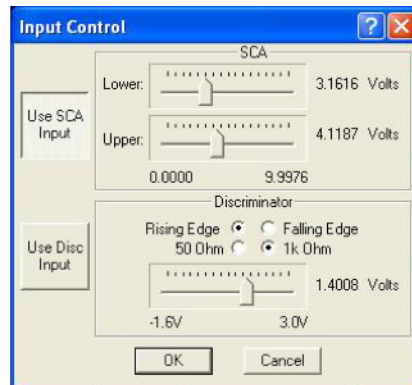 Input Control
SCA
Lower: 3.1616 Volts
Use SCA Input
Upper: 4.1187 Volts
0.0000 9.9976
Discriminator
Rising Edge Falling Edge
50 Ohm 1k Ohm
Use Disc Input
1.4008 Volts
-1.6V 3.0V
OK Cancel